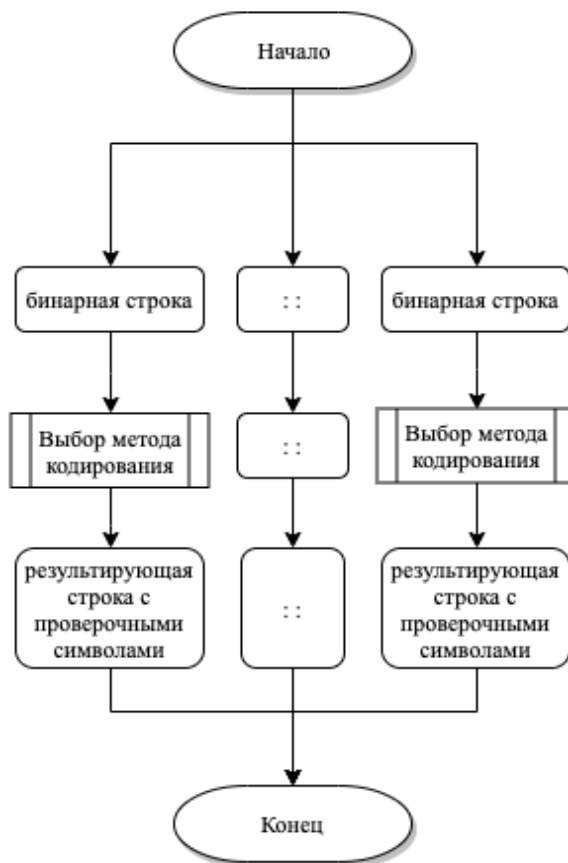 Начало
бинарная строка
: :
бинарная строка
Выбор метода
кодирования
: :
Выбор метода
кодирования
результирующая
строка с
проверочными
символами
: :
результирующая
строка с
проверочными
символами
Конец